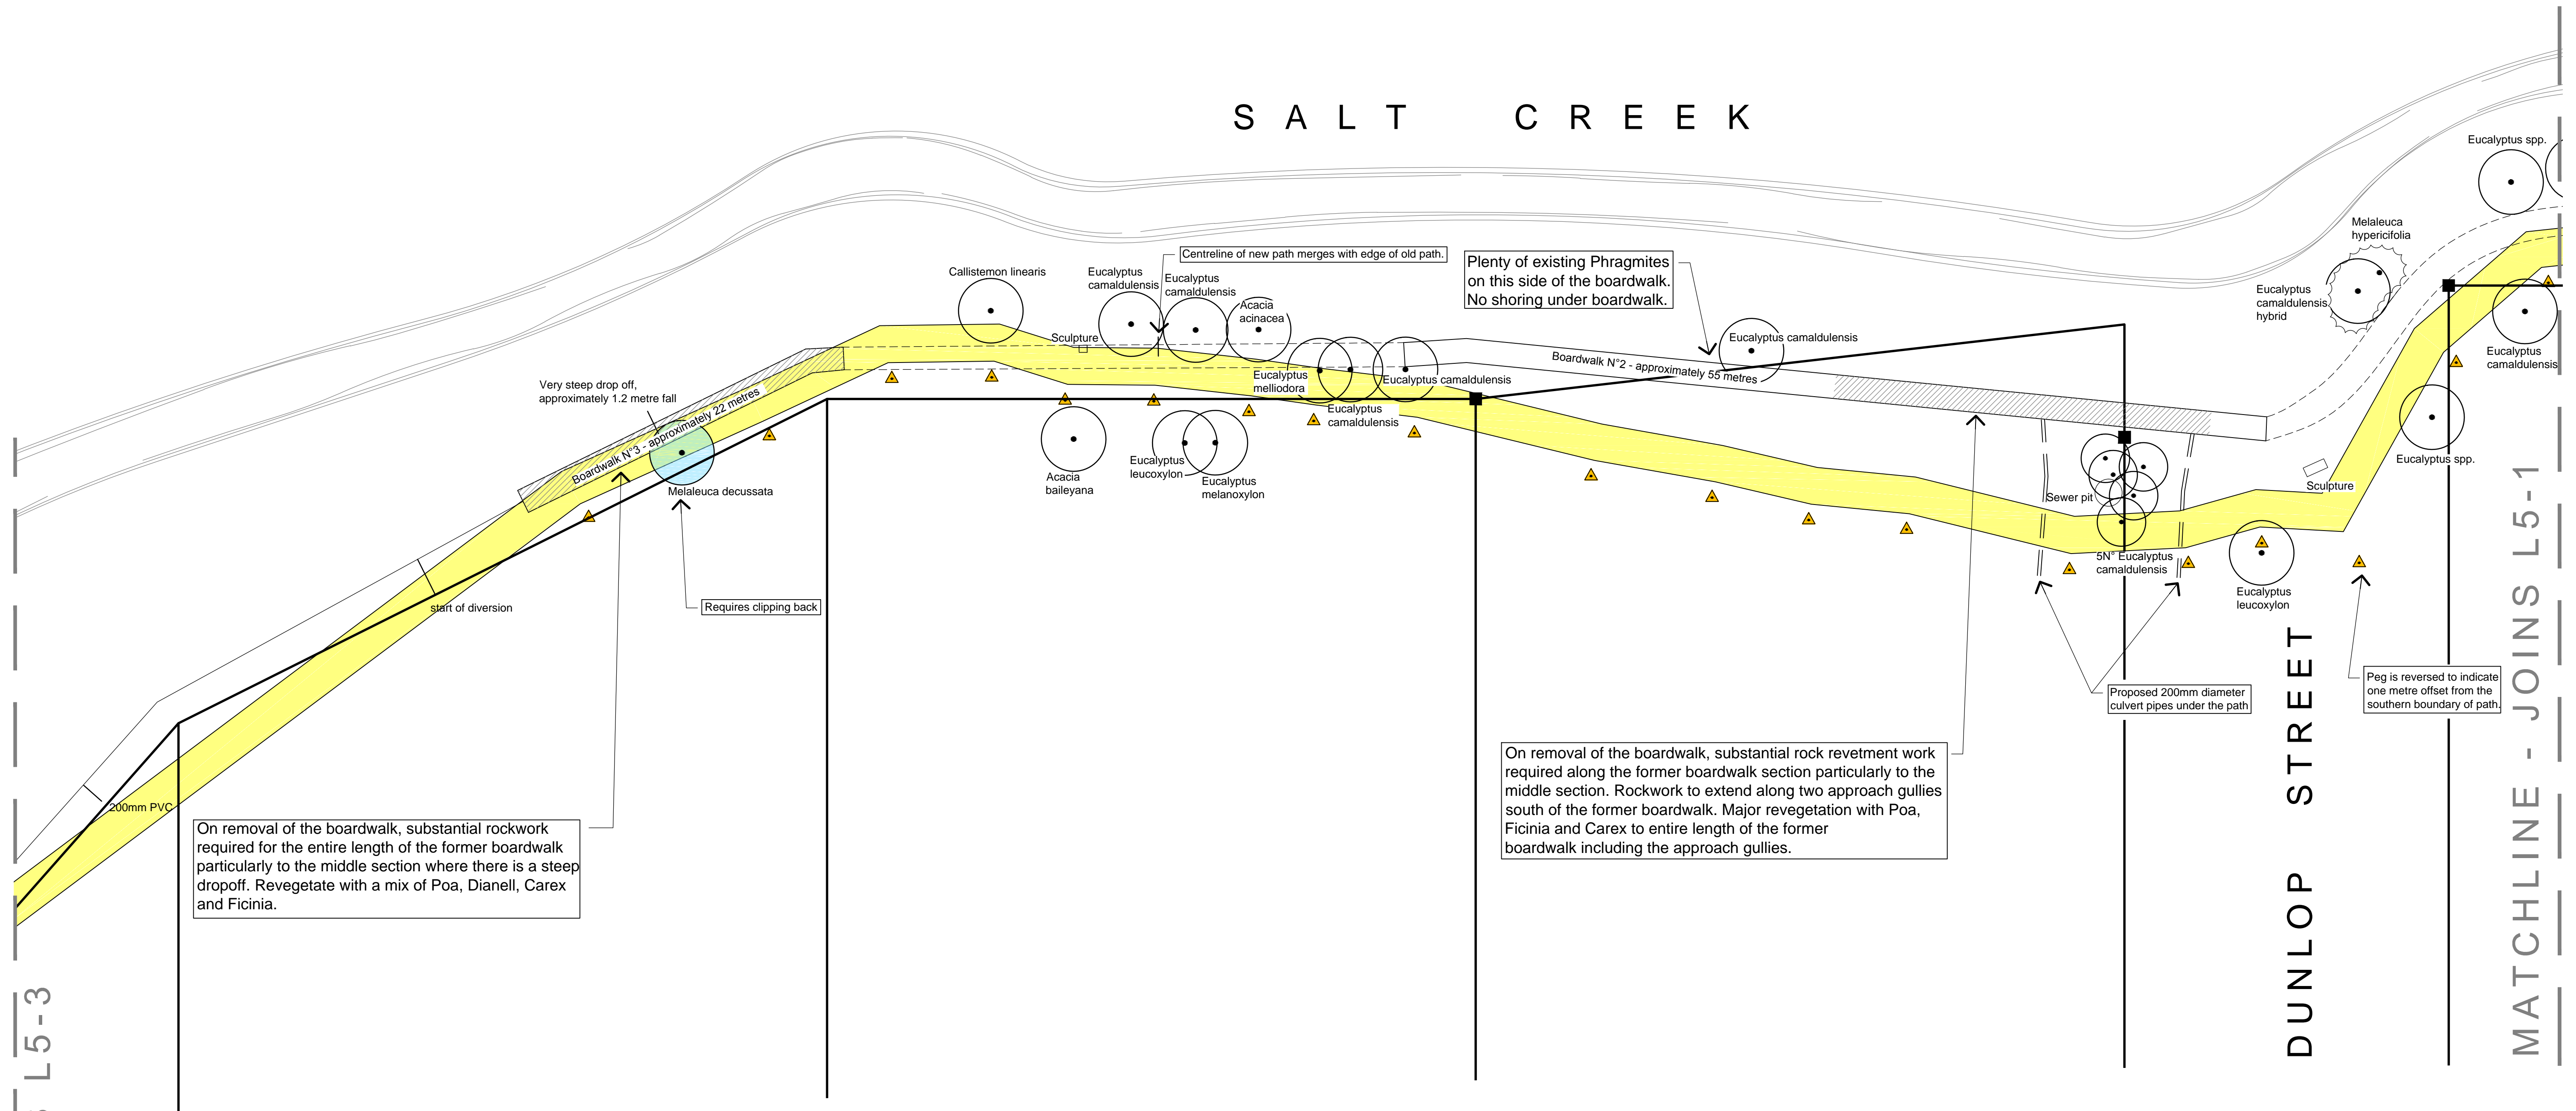 SALT CREEK
Eucalyptus spp.
Melaleuca
hypericifolia
Centreline of new path merges with edge of old path.
Plenty of existing Phragmites
on this side of the boardwalk.
No shoring under boardwalk.
Callistemon linearis
Eucalyptus
camaldulensis
Eucalyptus
camaldulensis
Acacia
acinacea
Eucalyptus
camaldulensis
hybrid
Sculpture
Eucalyptus camaldulensis
Eucalyptus
camaldulensis
Boardwalk N°2 - approximately 55 metres
Very steep drop off,
approximately 1.2 metre fall
Boardwalk N°3 - approximately 22 metres
Eucalyptus
melliodora
Eucalyptus camaldulensis
Eucalyptus
camaldulensis
Melaleuca decussata
Acacia
baileyana
Eucalyptus
leucoxylon
Eucalyptus
melanoxylon
Eucalyptus spp.
Sculpture
Sewer pit
5N° Eucalyptus
camaldulensis
Eucalyptus
leucoxylon
start of diversion
Requires clipping back
Proposed 200mm diameter
culvert pipes under the path
Peg is reversed to indicate
one metre offset from the
southern boundary of path.
200mm PVC
On removal of the boardwalk, substantial rockwork
required for the entire length of the former boardwalk
particularly to the middle section where there is a steep
dropoff. Revegetate with a mix of Poa, Dianell, Carex
and Ficinia.
On removal of the boardwalk, substantial rock revetment work
required along the former boardwalk section particularly to the
middle section. Rockwork to extend along two approach gullies
south of the former boardwalk. Major revegetation with Poa,
Ficinia and Carex to entire length of the former
boardwalk including the approach gullies.
DUNLOP STREET
MATCHLINE - JOINS L5-1
L5-3